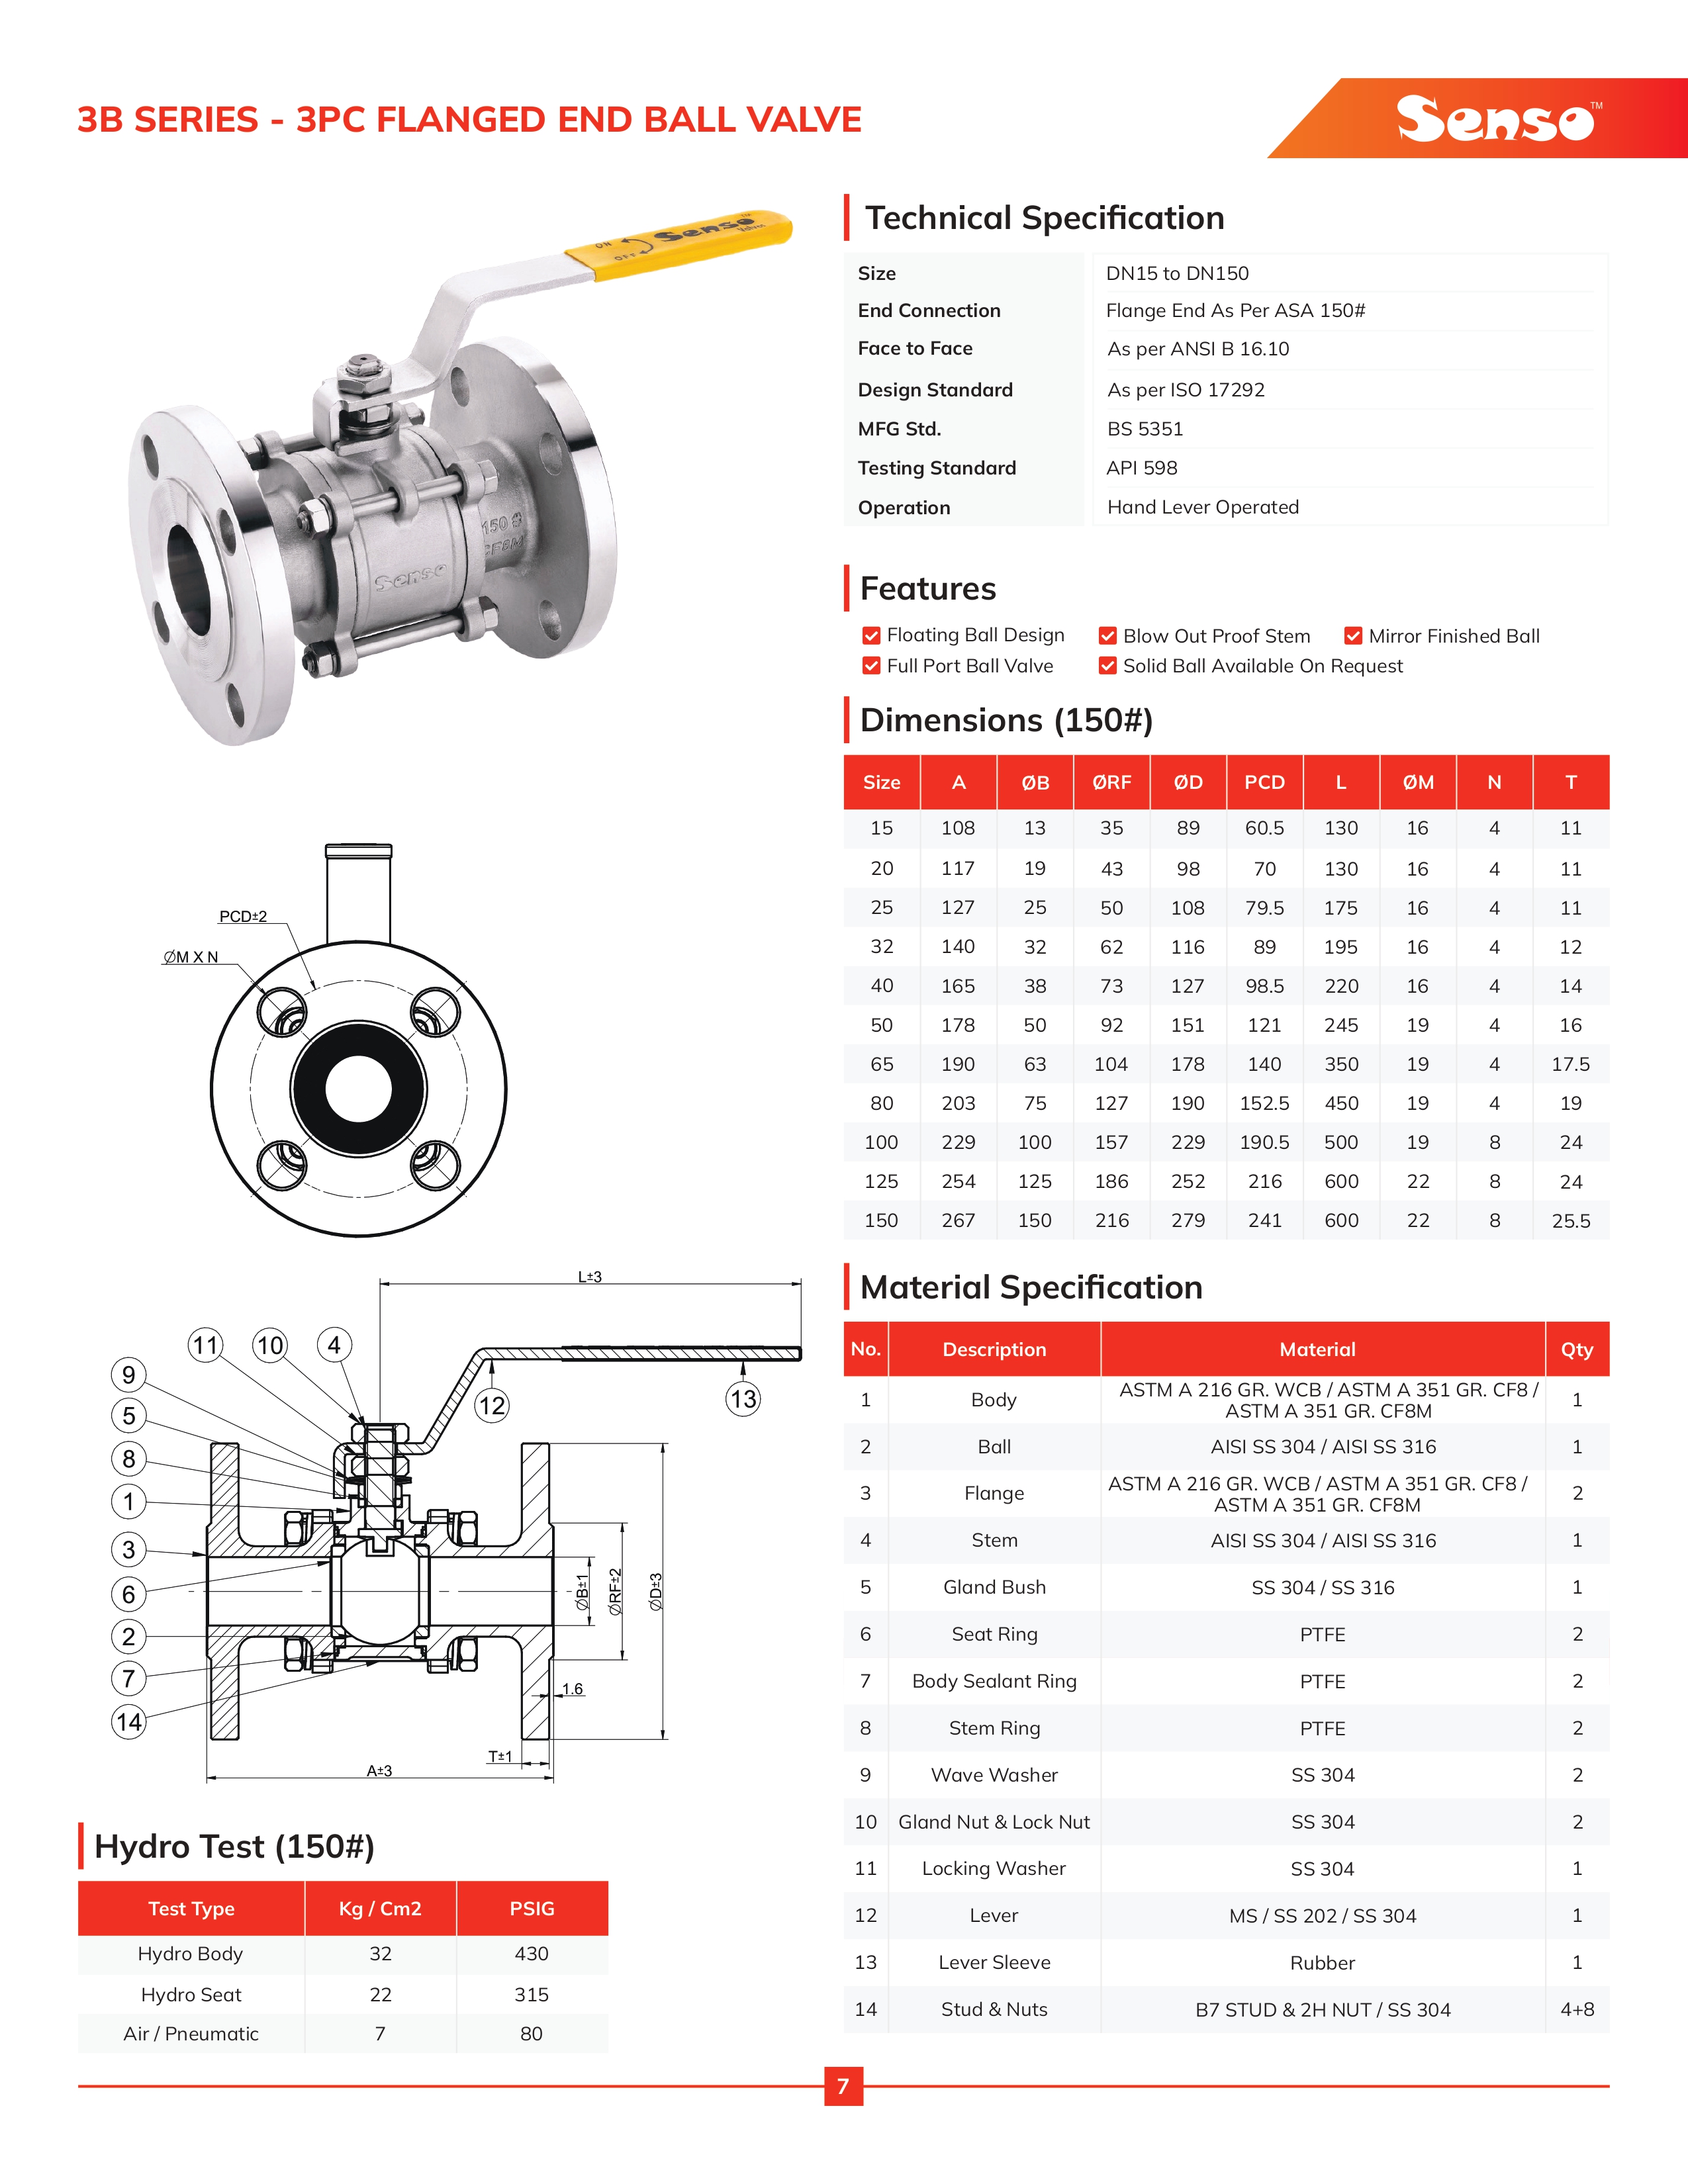 3B SERIES - 3PC FLANGED END BALL VALVE
Senso™
ON
OFF
Senso™
Valves
150 #
CF8M
Senso
Technical Specification
Size DN15 to DN150
End Connection Flange End As Per ASA 150#
Face to Face As per ANSI B 16.10
Design Standard As per ISO 17292
MFG Std. BS 5351
Testing Standard API 598
Operation Hand Lever Operated
Features
Floating Ball Design Blow Out Proof Stem Mirror Finished Ball
Full Port Ball Valve Solid Ball Available On Request
Dimensions (150#)
Size A ØB ØRF ØD PCD L ØM N T
15 108 13 35 89 60.5 130 16 4 11
20 117 19 43 98 70 130 16 4 11
25 127 25 50 108 79.5 175 16 4 11
32 140 32 62 116 89 195 16 4 12
40 165 38 73 127 98.5 220 16 4 14
50 178 50 92 151 121 245 19 4 16
65 190 63 104 178 140 350 19 4 17.5
80 203 75 127 190 152.5 450 19 4 19
100 229 100 157 229 190.5 500 19 8 24
125 254 125 186 252 216 600 22 8 24
150 267 150 216 279 241 600 22 8 25.5
PCD±2
ØM X N
L±3
11 10 4
9
5
8
1
3
6
2
7
14
12
13
ØB±1
ØRF±2
ØD±3
1.6
T±1
A±3
Material Specification
No. Description Material Qty
1 Body ASTM A 216 GR. WCB / ASTM A 351 GR. CF8 /
ASTM A 351 GR. CF8M 1
2 Ball AISI SS 304 / AISI SS 316 1
3 Flange ASTM A 216 GR. WCB / ASTM A 351 GR. CF8 /
ASTM A 351 GR. CF8M 2
4 Stem AISI SS 304 / AISI SS 316 1
5 Gland Bush SS 304 / SS 316 1
6 Seat Ring PTFE 2
7 Body Sealant Ring PTFE 2
8 Stem Ring PTFE 2
9 Wave Washer SS 304 2
10 Gland Nut & Lock Nut SS 304 2
11 Locking Washer SS 304 1
12 Lever MS / SS 202 / SS 304 1
13 Lever Sleeve Rubber 1
14 Stud & Nuts B7 STUD & 2H NUT / SS 304 4+8
Hydro Test (150#)
Test Type Kg / Cm2 PSIG
Hydro Body 32 430
Hydro Seat 22 315
Air / Pneumatic 7 80
7